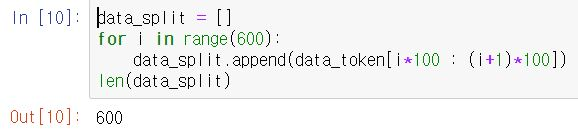 In [10]: data_split = []
for i in range(600):
    data_split.append(data_token[i*100 : (i+1)*100])
len(data_split)
Out[10]: 600